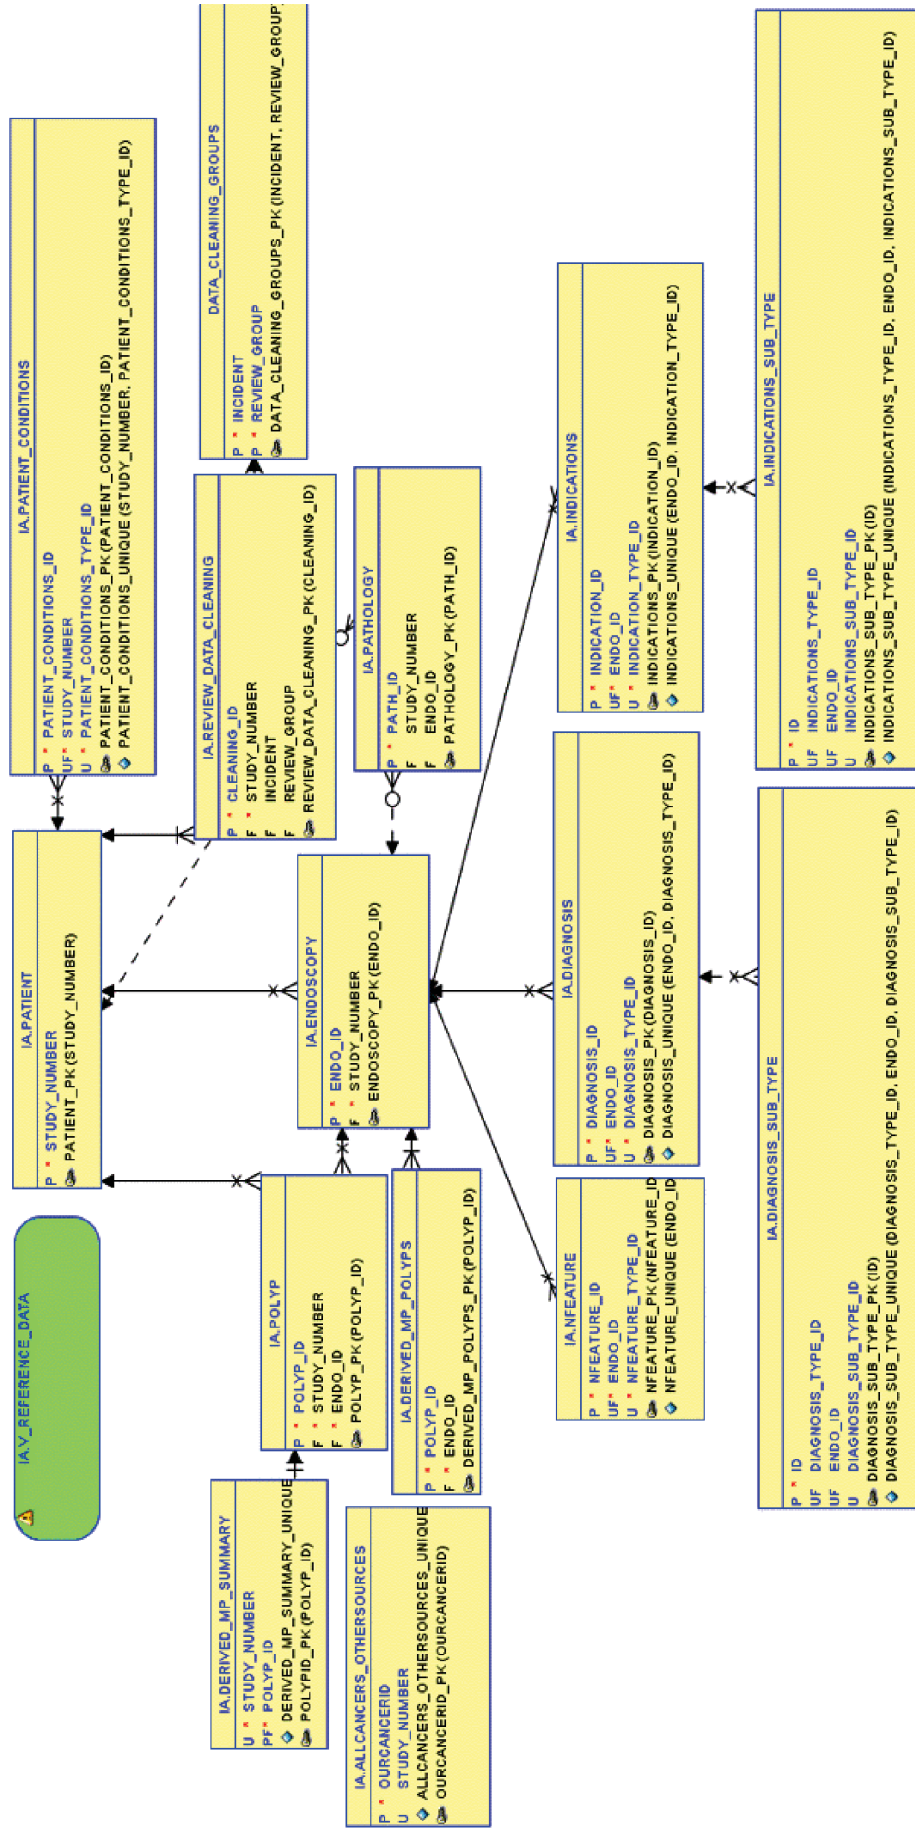 IA.V_REFERENCE_DATA
IA.PATIENT
P * STUDY_NUMBER
PATIENT_PK (STUDY_NUMBER)
IA.PATIENT_CONDITIONS
P * PATIENT_CONDITIONS_ID
UF* STUDY_NUMBER
U * PATIENT_CONDITIONS_TYPE_ID
PATIENT_CONDITIONS_PK (PATIENT_CONDITIONS_ID)
PATIENT_CONDITIONS_UNIQUE (STUDY_NUMBER, PATIENT_CONDITIONS_TYPE_ID)
IA.DERIVED_MP_SUMMARY
U * STUDY_NUMBER
PF* POLYP_ID
DERIVED_MP_SUMMARY_UNIQUE
POLYPID_PK (POLYP_ID)
IA.POLYP
P * POLYP_ID
F * STUDY_NUMBER
F * ENDO_ID
POLYP_PK (POLYP_ID)
IA.REVIEW_DATA_CLEANING
P * CLEANING_ID
F * STUDY_NUMBER
F INCIDENT
F REVIEW_GROUP
REVIEW_DATA_CLEANING_PK (CLEANING_ID)
DATA_CLEANING_GROUPS
P * INCIDENT
P * REVIEW_GROUP
DATA_CLEANING_GROUPS_PK (INCIDENT, REVIEW_GROUP
IA.ALLCANCERS_OTHERSOURCES
P * OURCANCERID
U STUDY_NUMBER
ALLCANCERS_OTHERSOURCES_UNIQUE
OURCANCERID_PK (OURCANCERID)
IA.DERIVED_MP_POLYPS
P * POLYP_ID
F * ENDO_ID
DERIVED_MP_POLYPS_PK (POLYP_ID)
IA.ENDOSCOPY
P * ENDO_ID
F * STUDY_NUMBER
ENDOSCOPY_PK (ENDO_ID)
IA.PATHOLOGY
P * PATH_ID
F STUDY_NUMBER
F ENDO_ID
PATHOLOGY_PK (PATH_ID)
IA.NFEATURE
P * NFEATURE_ID
UF* ENDO_ID
U * NFEATURE_TYPE_ID
NFEATURE_PK (NFEATURE_ID
NFEATURE_UNIQUE (ENDO_ID
IA.DIAGNOSIS
P * DIAGNOSIS_ID
UF* ENDO_ID
U * DIAGNOSIS_TYPE_ID
DIAGNOSIS_PK (DIAGNOSIS_ID)
DIAGNOSIS_UNIQUE (ENDO_ID, DIAGNOSIS_TYPE_ID)
IA.INDICATIONS
P * INDICATION_ID
UF* ENDO_ID
U * INDICATION_TYPE_ID
INDICATIONS_PK (INDICATION_ID)
INDICATIONS_UNIQUE (ENDO_ID, INDICATION_TYPE_ID)
IA.DIAGNOSIS_SUB_TYPE
P * ID
UF DIAGNOSIS_TYPE_ID
UF ENDO_ID
U DIAGNOSIS_SUB_TYPE_ID
DIAGNOSIS_SUB_TYPE_PK (ID)
DIAGNOSIS_SUB_TYPE_UNIQUE (DIAGNOSIS_TYPE_ID, ENDO_ID, DIAGNOSIS_SUB_TYPE_ID)
IA.INDICATIONS_SUB_TYPE
P * ID
UF INDICATIONS_TYPE_ID
UF ENDO_ID
U INDICATIONS_SUB_TYPE_ID
INDICATIONS_SUB_TYPE_PK (ID)
INDICATIONS_SUB_TYPE_UNIQUE (INDICATIONS_TYPE_ID, ENDO_ID, INDICATIONS_SUB_TYPE_ID)